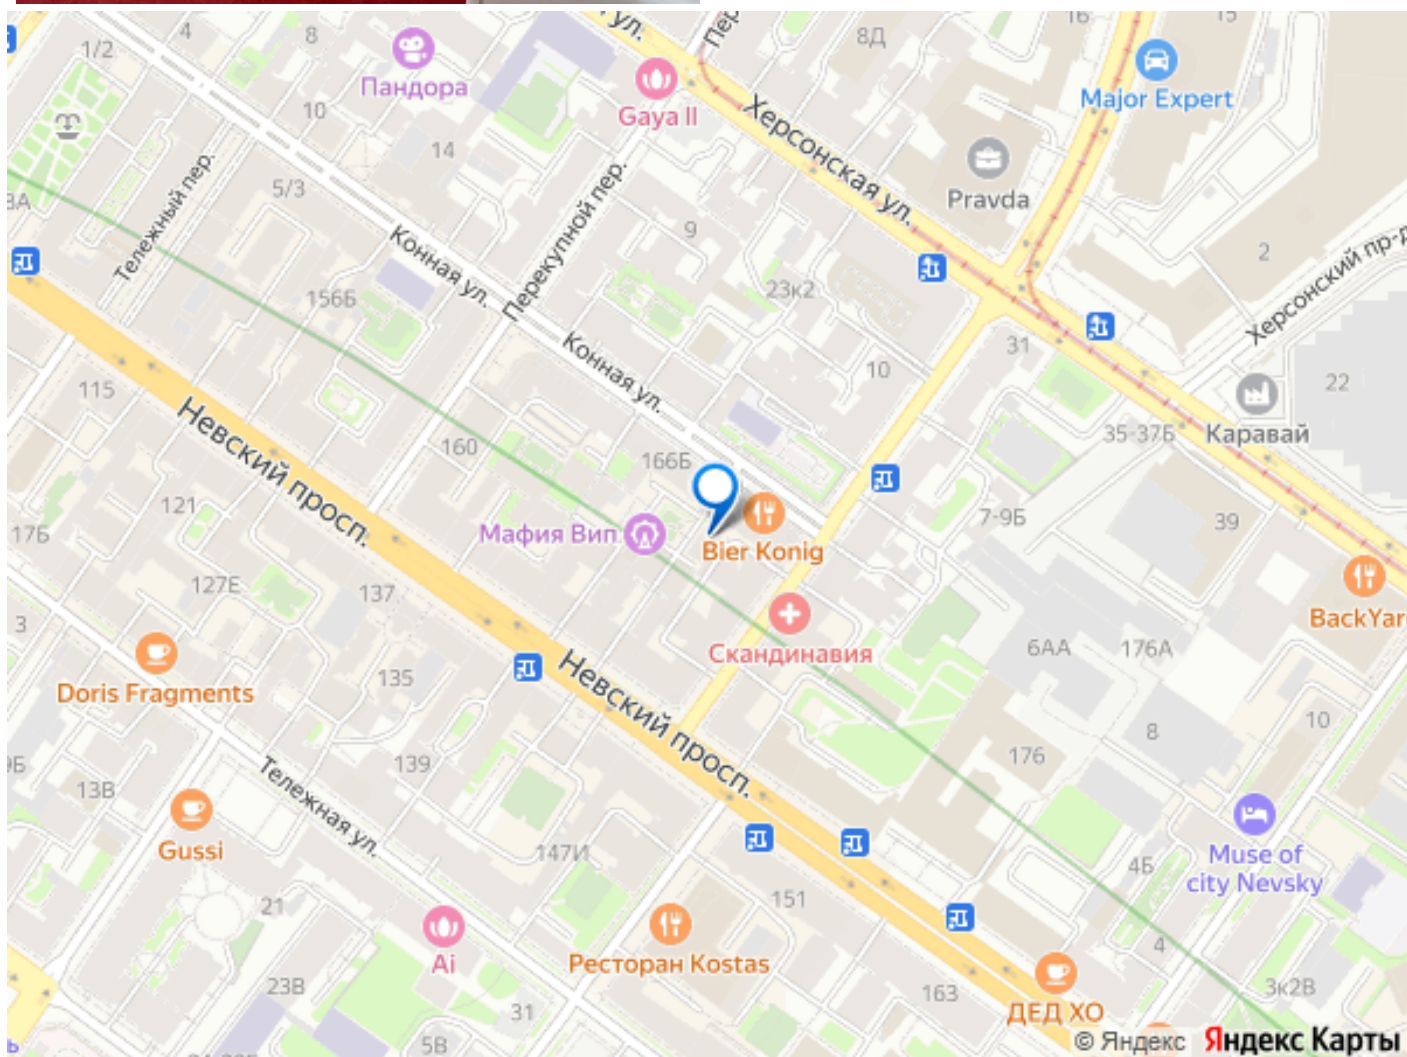 ул.
Пер
16
15
4
8
8Д
1/2
Пандора
Major Expert
Gaya II
10
Херсонская ул.
14
Pravda
Тележный пер.
5/3
Перекупной пер.
9
Конная ул.
2
Херсонский пр-д
156Б
23к2
31
Конная ул.
10
22
115
Невский просп.
35-37Б
Каравай
160
166Б
121
7-9Б
39
17Б
Мафия Вип
Bier Konig
127Е
137
BackYar
3
Скандинавия
6АА
176А
135
Doris Fragments
Невский просп.
10
8
176
139
9Б
13В
Тележная ул.
Gussi
147И
Muse of
city Nevsky
4Б
151
21
Ai
Ресторан Kostas
4
23В
163
3к2В
31
ДЕД ХО
5В
© Яндекс Яндекс Карты